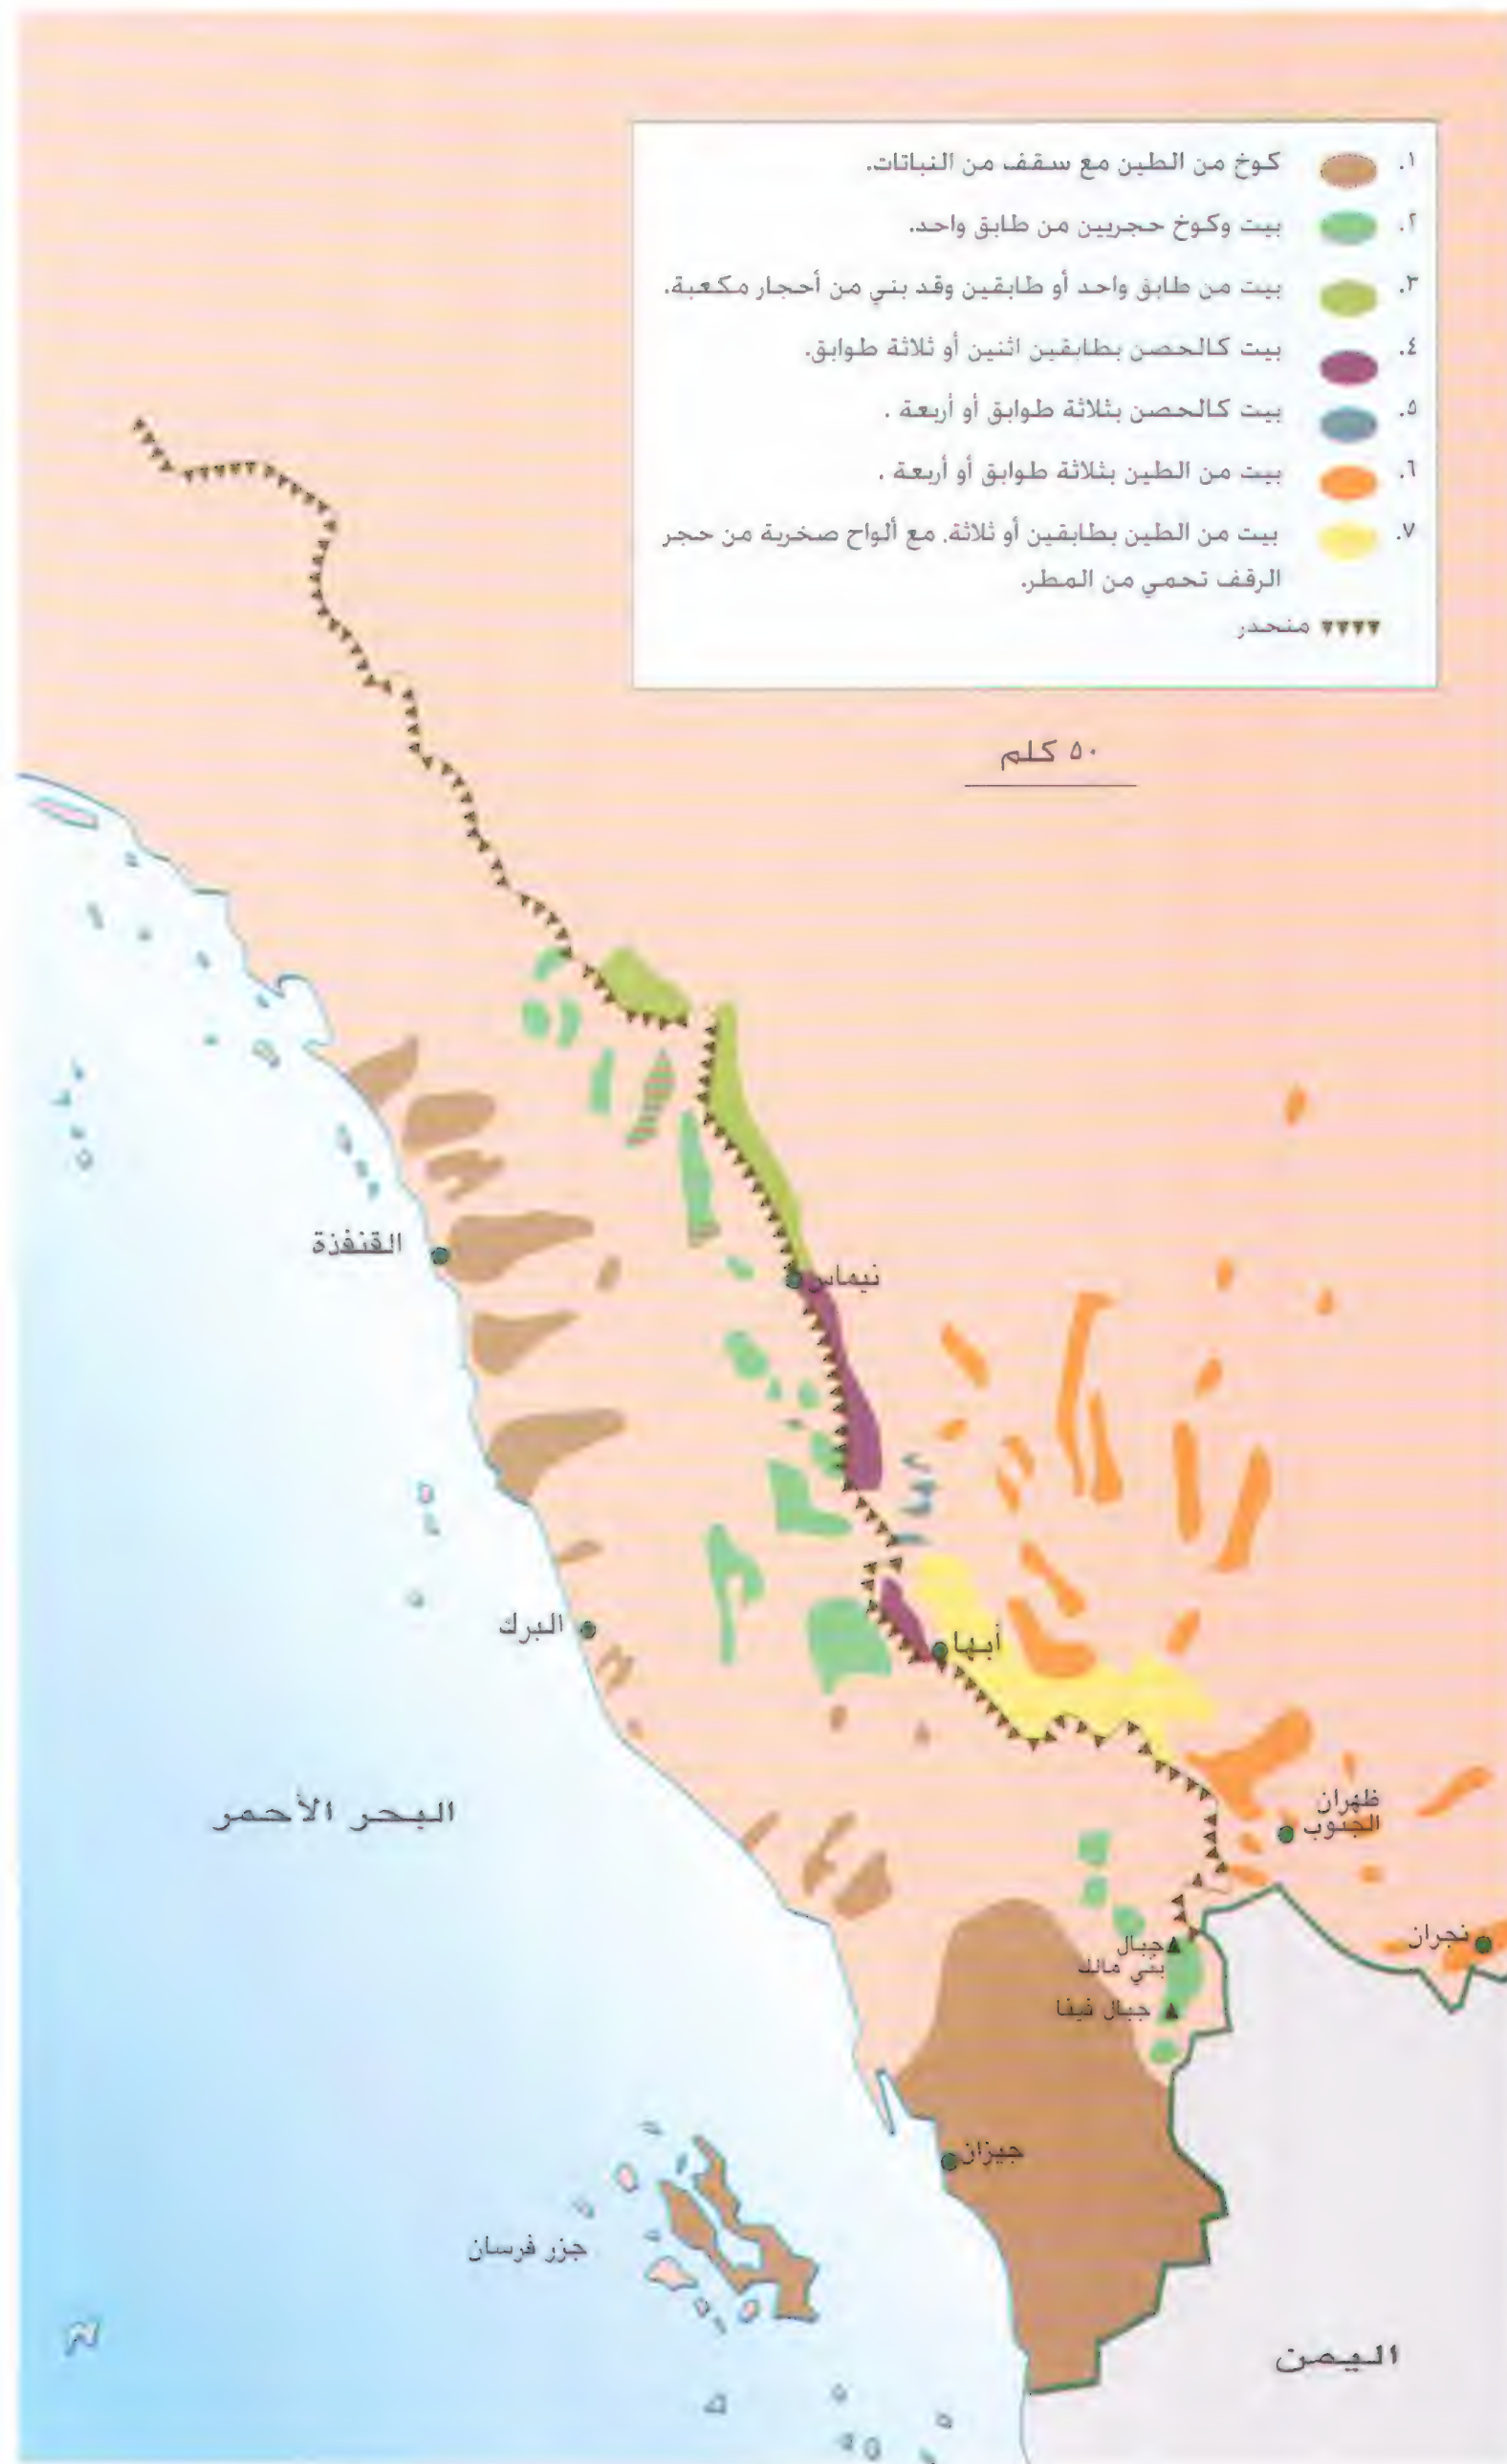 ١. كوخ من الطين مع سقف من النباتات.
٢. بيت وكوخ حجريين من طابق واحد.
٣. بيت من طابق واحد أو طابقين وقد بني من أحجار مكعبة.
٤. بيت كالحصن بطابقين اثنين أو ثلاثة طوابق.
٥. بيت كالحصن بثلاثة طوابق أو أربعة .
٦. بيت من الطين بثلاثة طوابق أو أربعة .
٧. بيت من الطين بطابقين أو ثلاثة. مع ألواح صخرية من حجر
الرقف تحمي من المطر.
منحدر
٥٠ كلم
القنفزة
نيماس
البرك
أبها
البحر الأحمر
ظهران
الجنوب
نجران
جبال
بني مالك
جبال فيفا
جيزان
جزر فرسان
اليمن